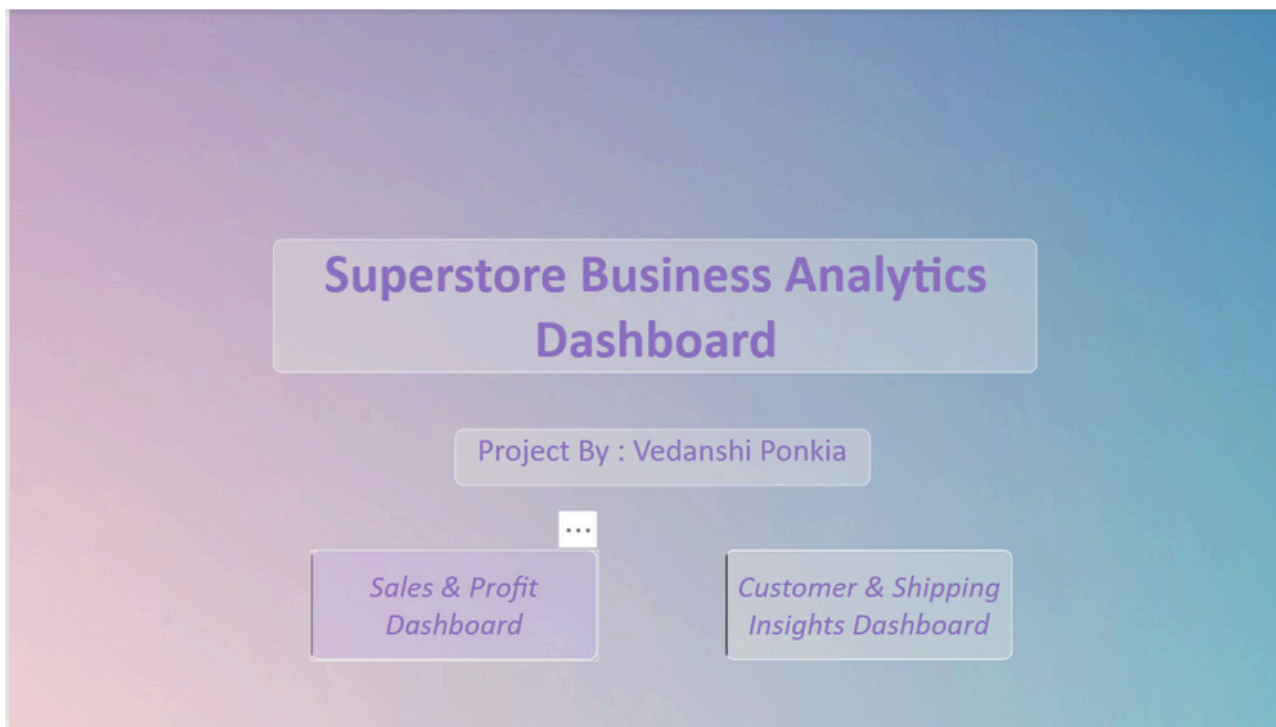 Superstore Business Analytics
Dashboard
Project By : Vedanshi Ponkia
...
Sales & Profit
Dashboard
Customer & Shipping
Insights Dashboard